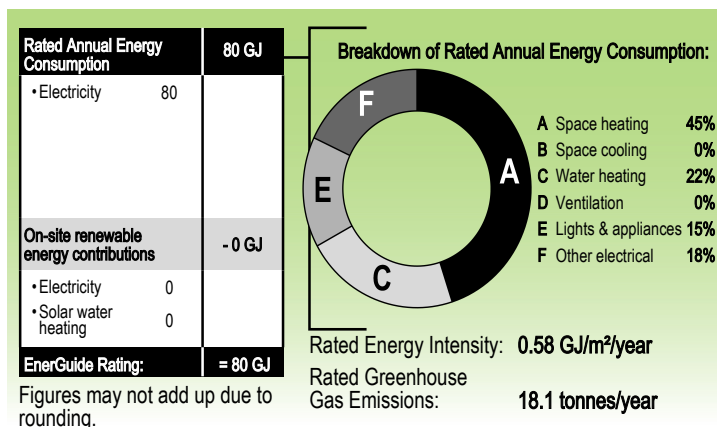 Rated Annual Energy
Consumption
80 GJ
• Electricity 80
On-site renewable
energy contributions
- 0 GJ
• Electricity 0
• Solar water
heating 0
EnerGuide Rating: = 80 GJ
Figures may not add up due to
rounding.
Breakdown of Rated Annual Energy Consumption:
A
C
E
F
A Space heating 45%
B Space cooling 0%
C Water heating 22%
D Ventilation 0%
E Lights & appliances 15%
F Other electrical 18%
Rated Energy Intensity: 0.58 GJ/m²/year
Rated Greenhouse
Gas Emissions: 18.1 tonnes/year